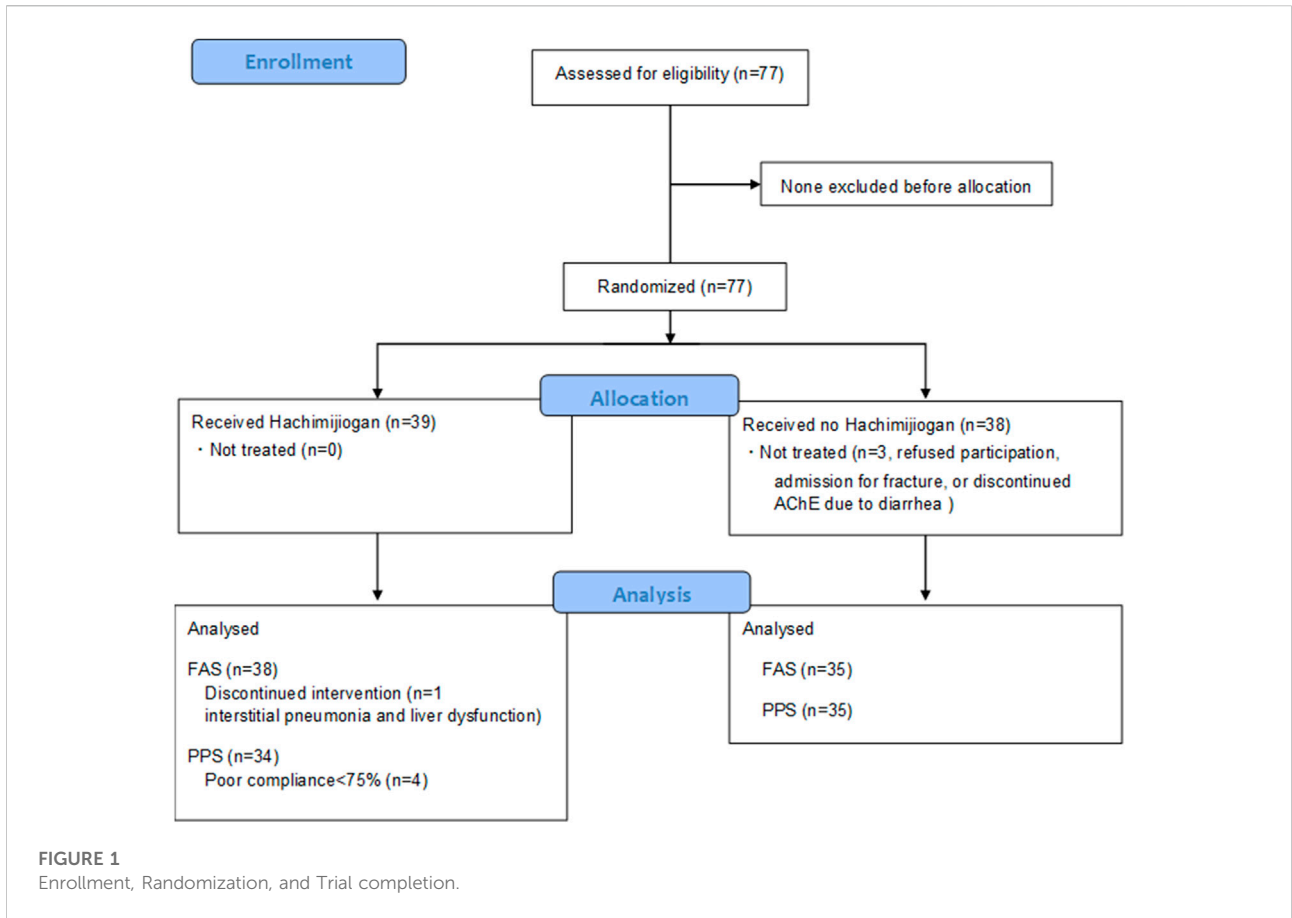 Enrollment
Assessed for eligibility (n=77)
None excluded before allocation
Randomized (n=77)
Allocation
Received Hachimijiogan (n=39)
・Not treated (n=0)
Received no Hachimijiogan (n=38)
・Not treated (n=3, refused participation,
admission for fracture, or discontinued
AChE due to diarrhea )
Analysis
Analysed
FAS (n=38)
Discontinued intervention (n=1
interstitial pneumonia and liver dysfunction)
PPS (n=34)
Poor compliance<75% (n=4)
Analysed
FAS (n=35)
PPS (n=35)
FIGURE 1
Enrollment, Randomization, and Trial completion.